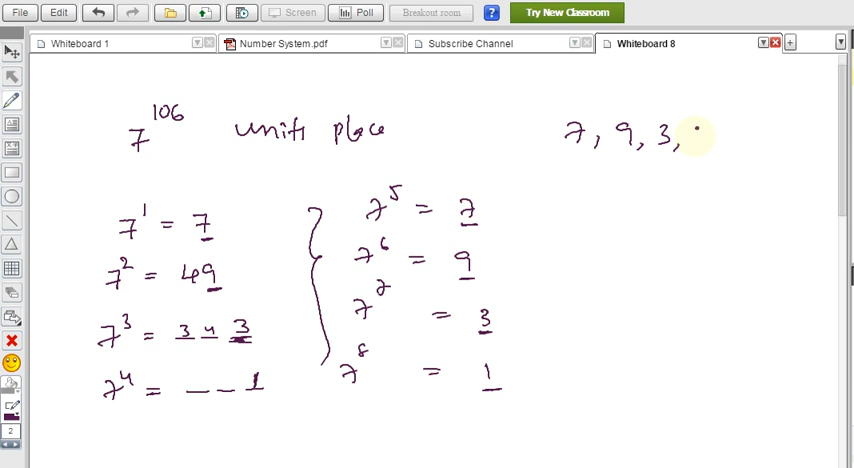 File Edit Screen Poll Breakout room ? Try New Classroom
Whiteboard 1 Number System.pdf Subscribe Channel Whiteboard 8
7^106 units place 7, 9, 3,
7^1 = 7 7^5 = 7
7^2 = 49 7^6 = 9
7^3 = 343 7^7 = 3
7^4 = _ _ 1 7^8 = 1
2